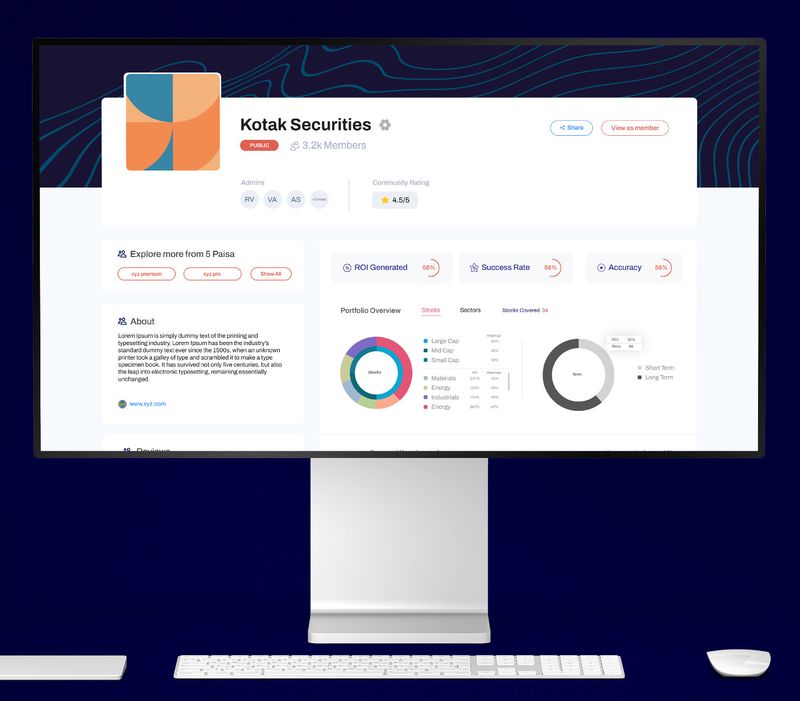 Kotak Securities
PUBLIC
3.2k Members
Share
View as member
Admins
Community Rating
RV
VA
AS
4.5/5
Explore more from 5 Paisa
xyz premium
xyz pro
Show All
ROI Generated
56%
Success Rate
56%
Accuracy
56%
About
Lorem Ipsum is simply dummy text of the printing and
typesetting industry. Lorem Ipsum has been the industry's
standard dummy text ever since the 1500s, when an unknown
printer took a galley of type and scrambled it to make a type
specimen book. It has survived not only five centuries, but also
the leap into electronic typesetting, remaining essentially
unchanged.
www.xyz.com
Reviews
Portfolio Overview
Stocks
Sectors
Stocks Covered
Stocks
Large Cap
Mid Cap
Small Cap
Materials
Energy
Industrials
Energy
Term
Short Term
Long Term